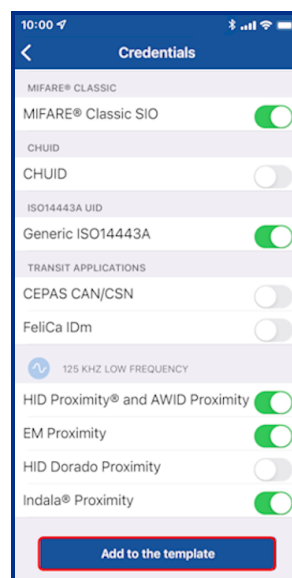 10:00
Credentials
MIFARE® CLASSIC
MIFARE® Classic SIO
CHUID
CHUID
ISO14443A UID
Generic ISO14443A
TRANSIT APPLICATIONS
CEPAS CAN/CSN
FeliCa IDm
125 KHZ LOW FREQUENCY
HID Proximity® and AWID Proximity
EM Proximity
HID Dorado Proximity
Indala® Proximity
Add to the template